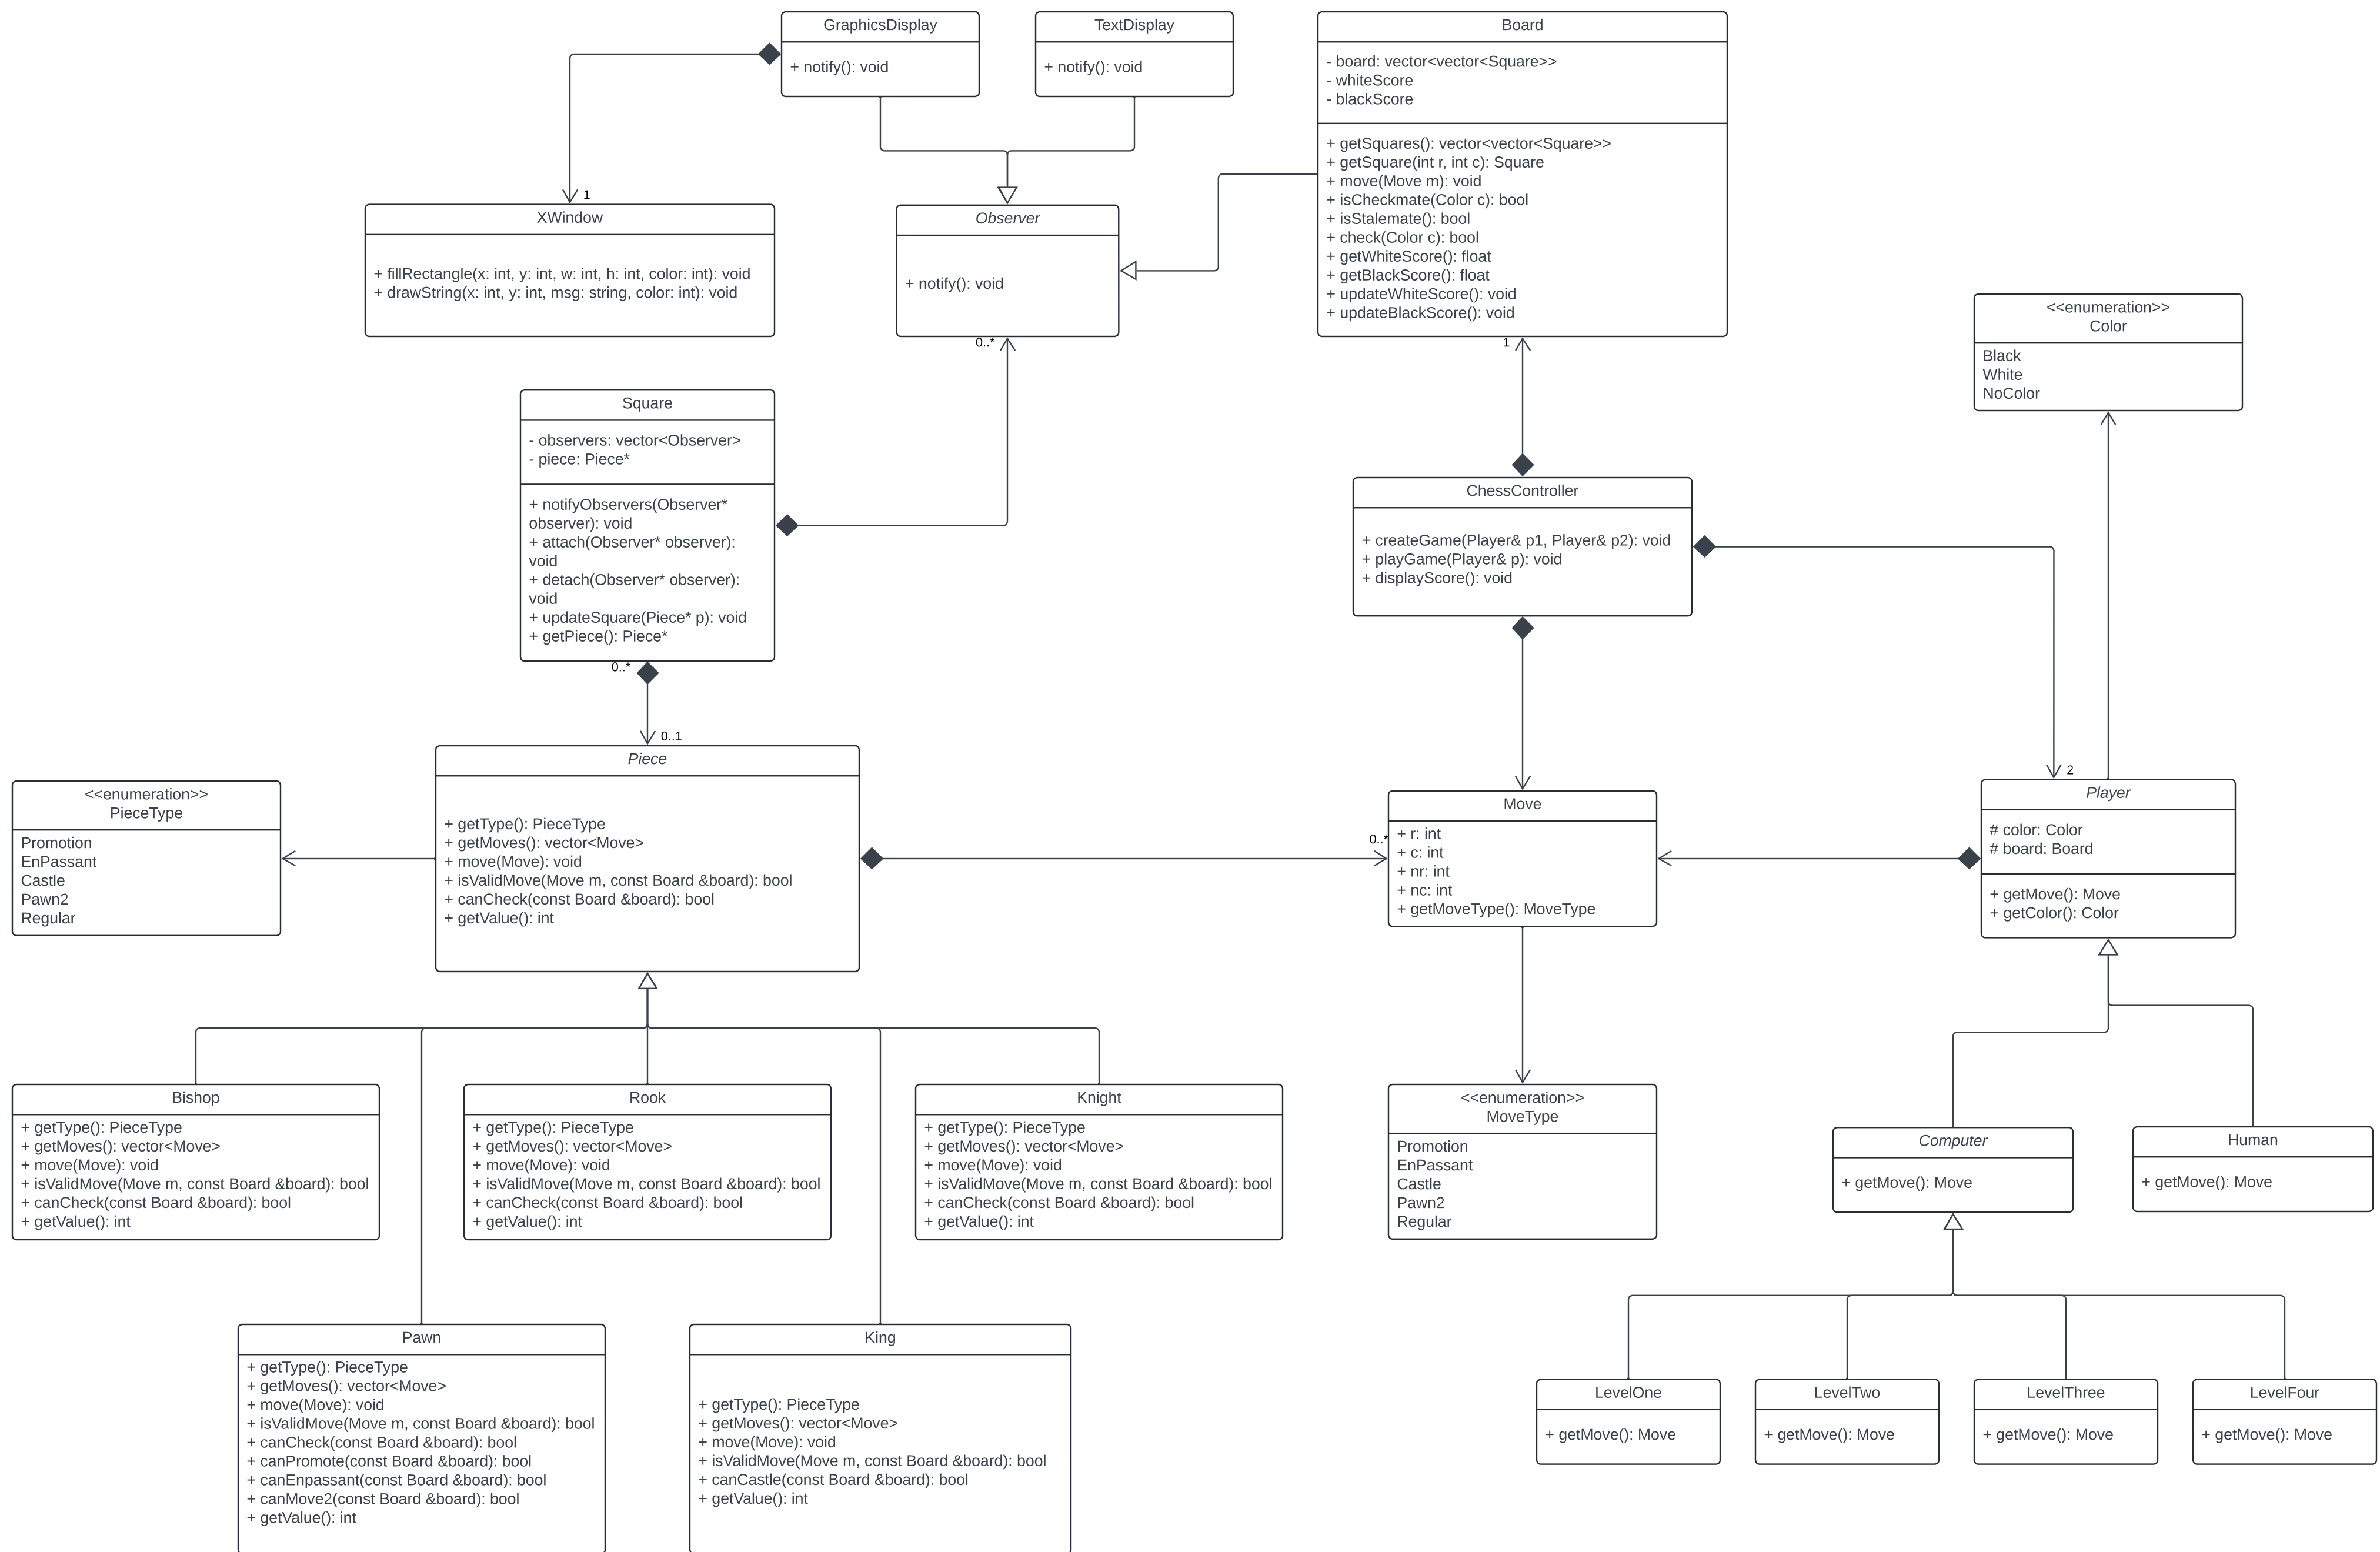 GraphicsDisplay
+ notify(): void
TextDisplay
+ notify(): void
Board
- board: vector<vector<Square>>
- whiteScore
- blackScore
+ getSquares(): vector<vector<Square>>
+ getSquare(int r, int c): Square
+ move(Move m): void
+ isCheckmate(Color c): bool
+ isStalemate(): bool
+ check(Color c): bool
+ getWhiteScore(): float
+ getBlackScore(): float
+ updateWhiteScore(): void
+ updateBlackScore(): void
1
XWindow
+ fillRectangle(x: int, y: int, w: int, h: int, color: int): void
+ drawString(x: int, y: int, msg: string, color: int): void
Observer
+ notify(): void
0..*
1
<<enumeration>>
Color
Black
White
NoColor
Square
- observers: vector<Observer>
- piece: Piece*
+ notifyObservers(Observer*
observer): void
+ attach(Observer* observer):
void
+ detach(Observer* observer):
void
+ updateSquare(Piece* p): void
+ getPiece(): Piece*
0..*
0..1
ChessController
+ createGame(Player& p1, Player& p2): void
+ playGame(Player& p): void
+ displayScore(): void
2
<<enumeration>>
PieceType
Promotion
EnPassant
Castle
Pawn2
Regular
Piece
+ getType(): PieceType
+ getMoves(): vector<Move>
+ move(Move): void
+ isValidMove(Move m, const Board &board): bool
+ canCheck(const Board &board): bool
+ getValue(): int
0..*
Move
+ r: int
+ c: int
+ nr: int
+ nc: int
+ getMoveType(): MoveType
Player
# color: Color
# board: Board
+ getMove(): Move
+ getColor(): Color
Bishop
+ getType(): PieceType
+ getMoves(): vector<Move>
+ move(Move): void
+ isValidMove(Move m, const Board &board): bool
+ canCheck(const Board &board): bool
+ getValue(): int
Rook
+ getType(): PieceType
+ getMoves(): vector<Move>
+ move(Move): void
+ isValidMove(Move m, const Board &board): bool
+ canCheck(const Board &board): bool
+ getValue(): int
Knight
+ getType(): PieceType
+ getMoves(): vector<Move>
+ move(Move): void
+ isValidMove(Move m, const Board &board): bool
+ canCheck(const Board &board): bool
+ getValue(): int
<<enumeration>>
MoveType
Promotion
EnPassant
Castle
Pawn2
Regular
Computer
+ getMove(): Move
Human
+ getMove(): Move
Pawn
+ getType(): PieceType
+ getMoves(): vector<Move>
+ move(Move): void
+ isValidMove(Move m, const Board &board): bool
+ canCheck(const Board &board): bool
+ canPromote(const Board &board): bool
+ canEnpassant(const Board &board): bool
+ canMove2(const Board &board): bool
+ getValue(): int
King
+ getType(): PieceType
+ getMoves(): vector<Move>
+ move(Move): void
+ isValidMove(Move m, const Board &board): bool
+ canCastle(const Board &board): bool
+ getValue(): int
LevelOne
+ getMove(): Move
LevelTwo
+ getMove(): Move
LevelThree
+ getMove(): Move
LevelFour
+ getMove(): Move